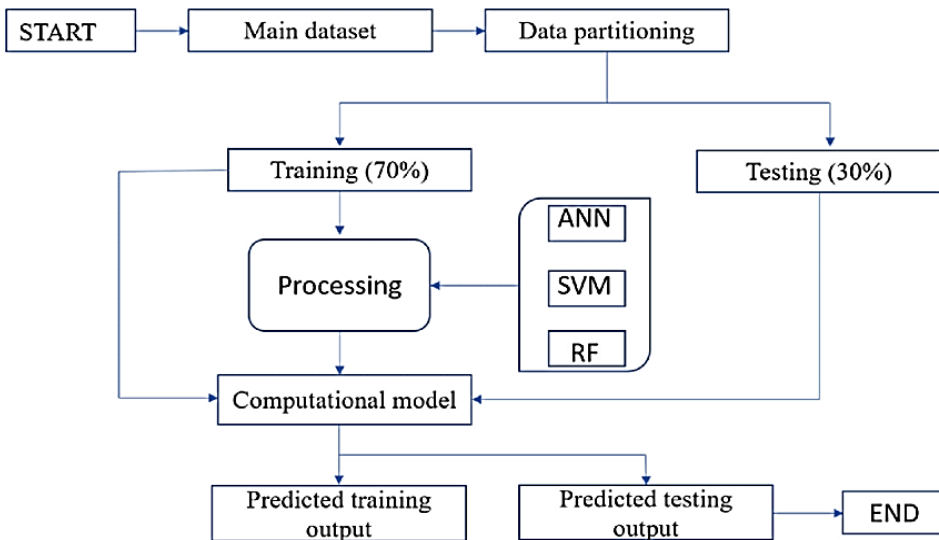 START
Main dataset
Data partitioning
Training (70%)
Testing (30%)
ANN
Processing
SVM
RF
Computational model
Predicted training
output
Predicted testing
output
END